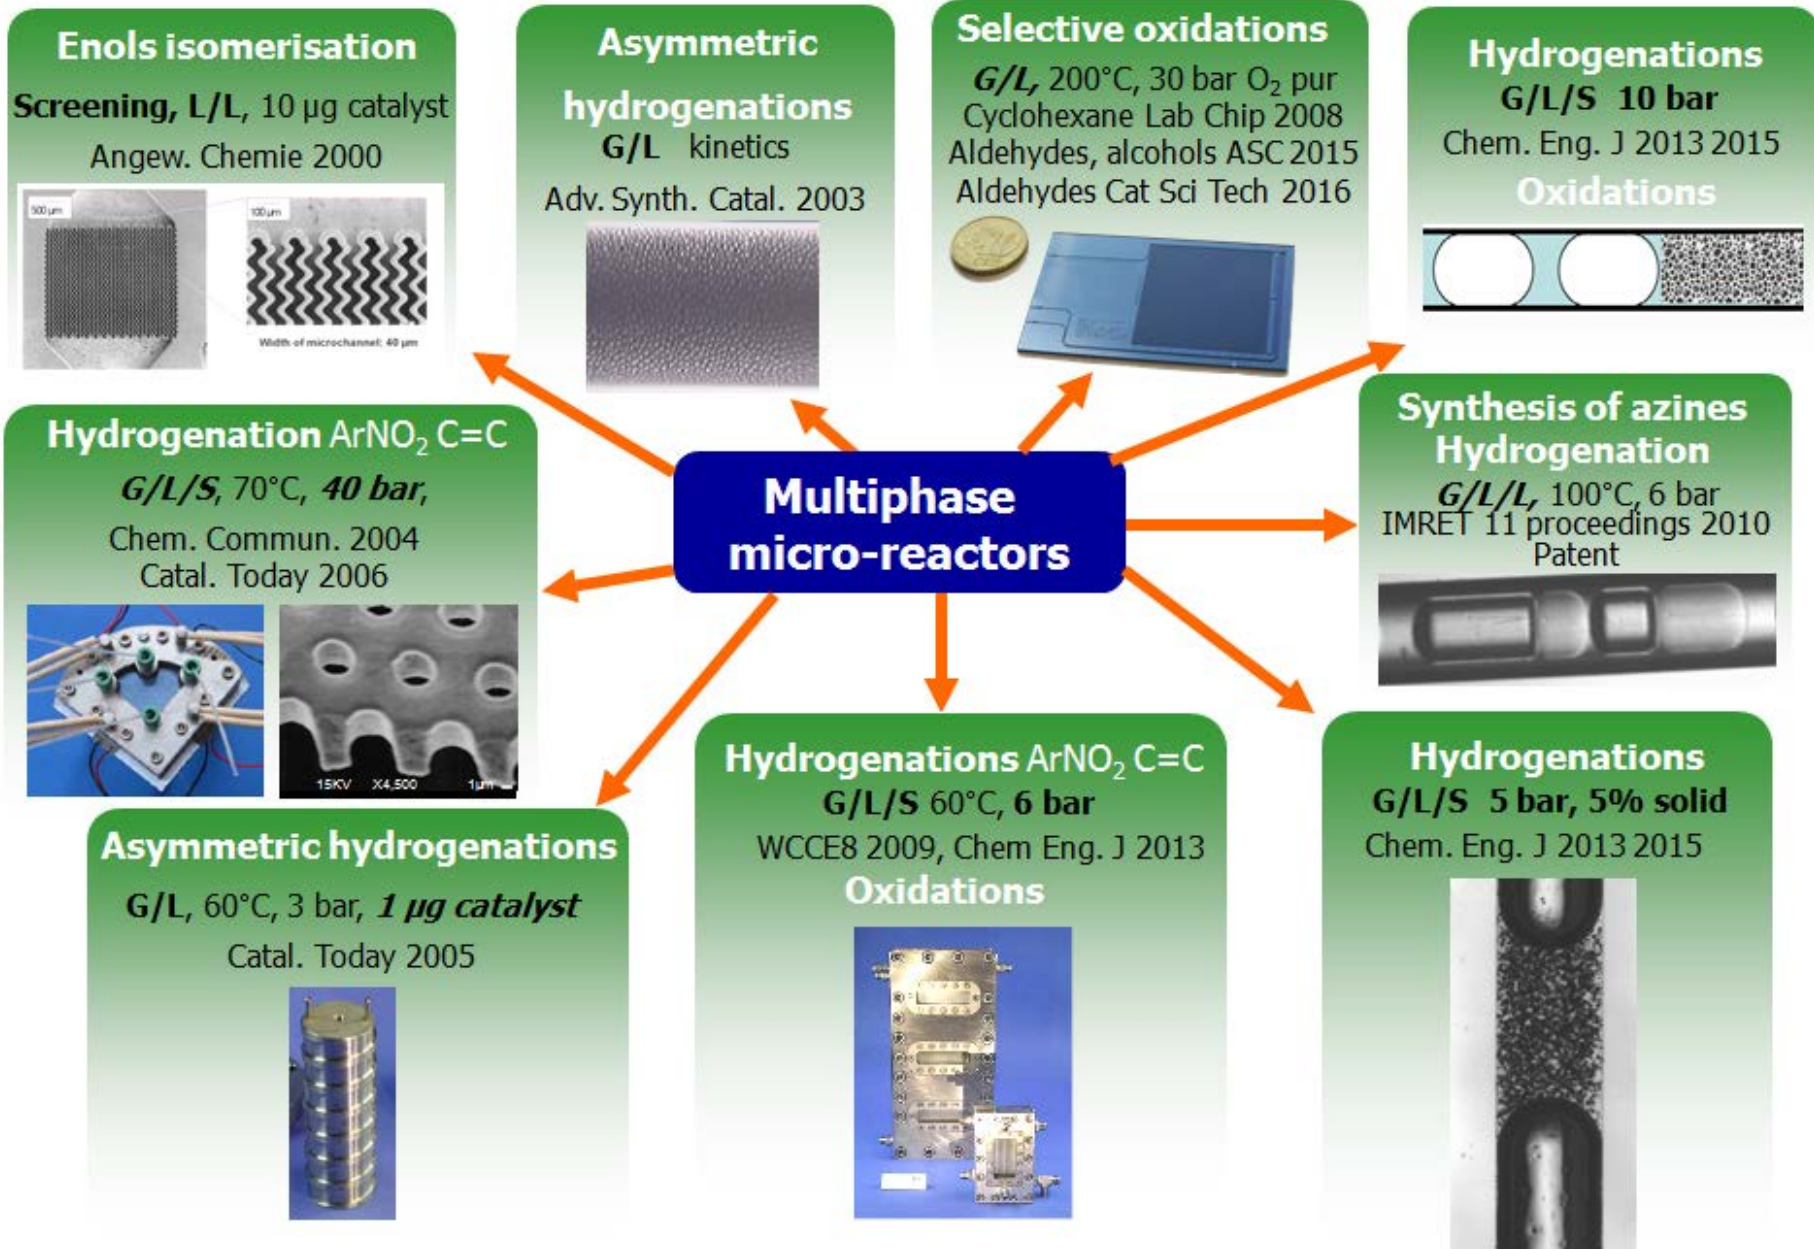 Enols isomerisation
Screening, L/L, 10 µg catalyst
Angew. Chemie 2000
500 µm
100 µm
Width of microchannel: 40 µm
Asymmetric
hydrogenations
G/L kinetics
Adv. Synth. Catal. 2003
Selective oxidations
G/L, 200°C, 30 bar O₂ pur
Cyclohexane Lab Chip 2008
Aldehydes, alcohols ASC 2015
Aldehydes Cat Sci Tech 2016
Hydrogenations
G/L/S 10 bar
Chem. Eng. J 2013 2015
Oxidations
Hydrogenation ArNO₂ C=C
G/L/S, 70°C, 40 bar,
Chem. Commun. 2004
Catal. Today 2006
15KV X4,500 1µm
Multiphase
micro-reactors
Synthesis of azines
Hydrogenation
G/L/L, 100°C, 6 bar
IMRET 11 proceedings 2010
Patent
Asymmetric hydrogenations
G/L, 60°C, 3 bar, 1 µg catalyst
Catal. Today 2005
Hydrogenations ArNO₂ C=C
G/L/S 60°C, 6 bar
WCCE8 2009, Chem Eng. J 2013
Oxidations
Hydrogenations
G/L/S 5 bar, 5% solid
Chem. Eng. J 2013 2015